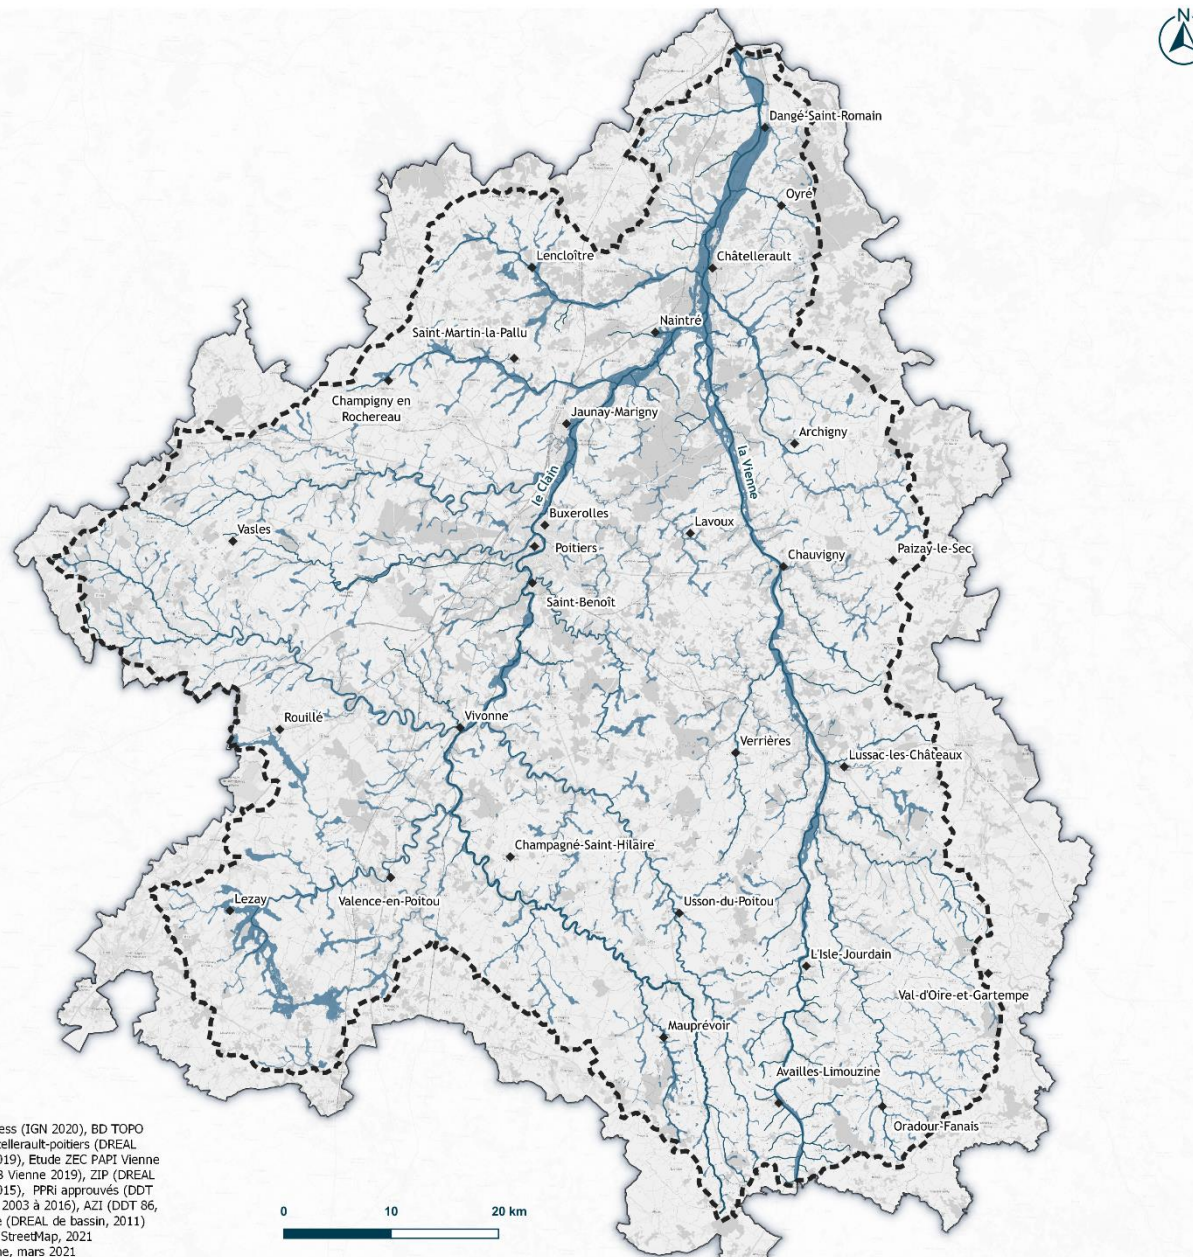 N
Dangé-Saint-Romain
Oyré
Lencloître
Châtellerault
Naintré
Saint-Martin-la-Pallu
Champigny en
Rochereau
Jaunay-Marigny
Archigny
la Vienne
le Clain
Buxerolles
Lavoux
Vasles
Poitiers
Chauvigny
Paizay-le-Sec
Saint-Benoît
Vivonne
Rouillé
Verrières
Lussac-les-Châteaux
Champagné-Saint-Hilaire
Valence-en-Poitou
Lezay
Usson-du-Poitou
L'Isle-Jourdain
Val-d'Oire-et-Gartempe
Mauprévoir
Availles-Limouzine
Oradour-Fanais
ess (IGN 2020), BD TOPO
tellerault-poitiers (DREAL
019), Etude ZEC PAPI Vienne
B Vienne 2019), ZIP (DREAL
015), PPRi approuvés (DDT
2003 à 2016), AZI (DDT 86,
e (DREAL de bassin, 2011)
StreetMap, 2021
ne, mars 2021
0 10 20 km